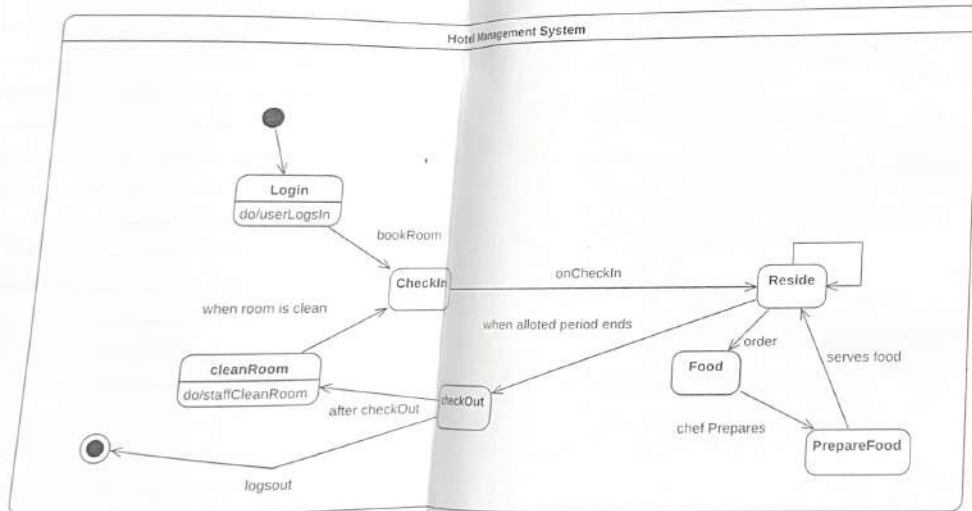 Hotel Management System
Login
do/userLogsIn
bookRoom
CheckIn
onCheckIn
Reside
when room is clean
when alloted period ends
order
serves food
Food
cleanRoom
do/staffCleanRoom
after checkOut
checkOut
chef Prepares
PrepareFood
logsout